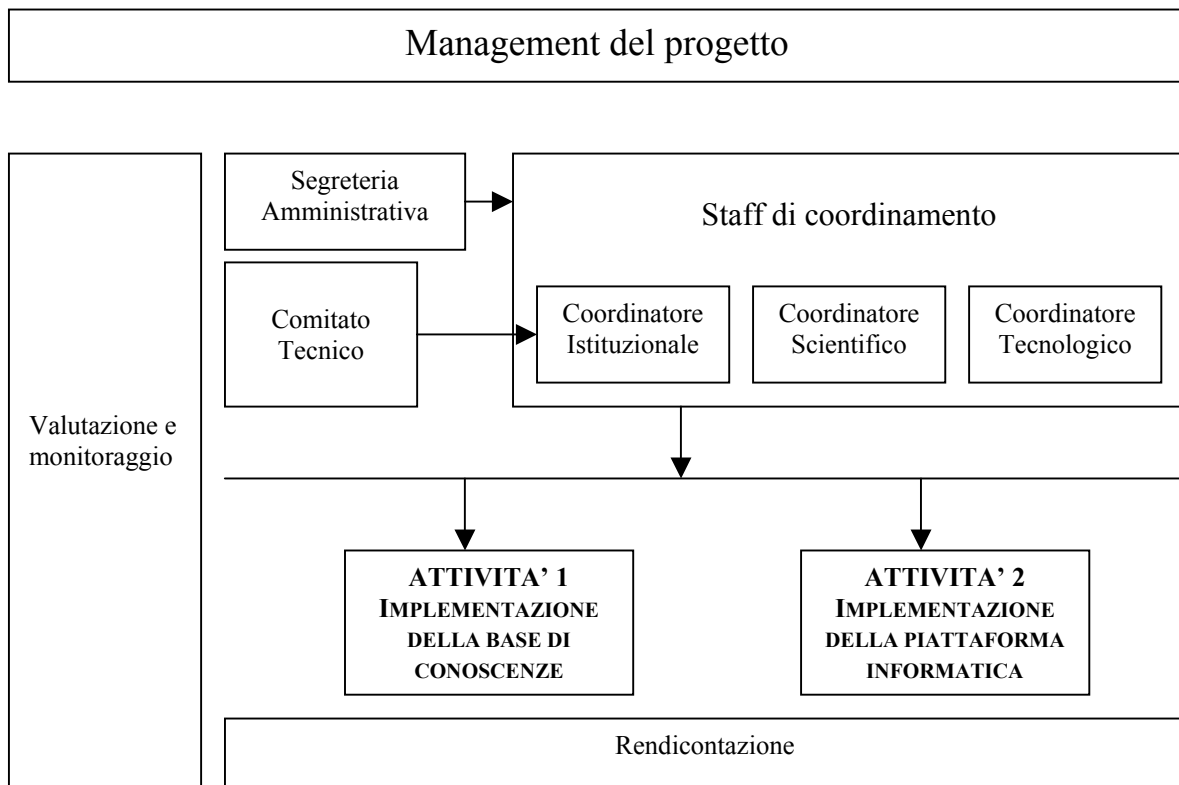 Management del progetto
Segreteria
Amministrativa
Staff di coordinamento
Comitato
Tecnico
Coordinatore
Istituzionale
Coordinatore
Scientifico
Coordinatore
Tecnologico
Valutazione e
monitoraggio
ATTIVITA’ 1
IMPLEMENTAZIONE
DELLA BASE DI
CONOSCENZE
ATTIVITA’ 2
IMPLEMENTAZIONE
DELLA PIATTAFORMA
INFORMATICA
Rendicontazione